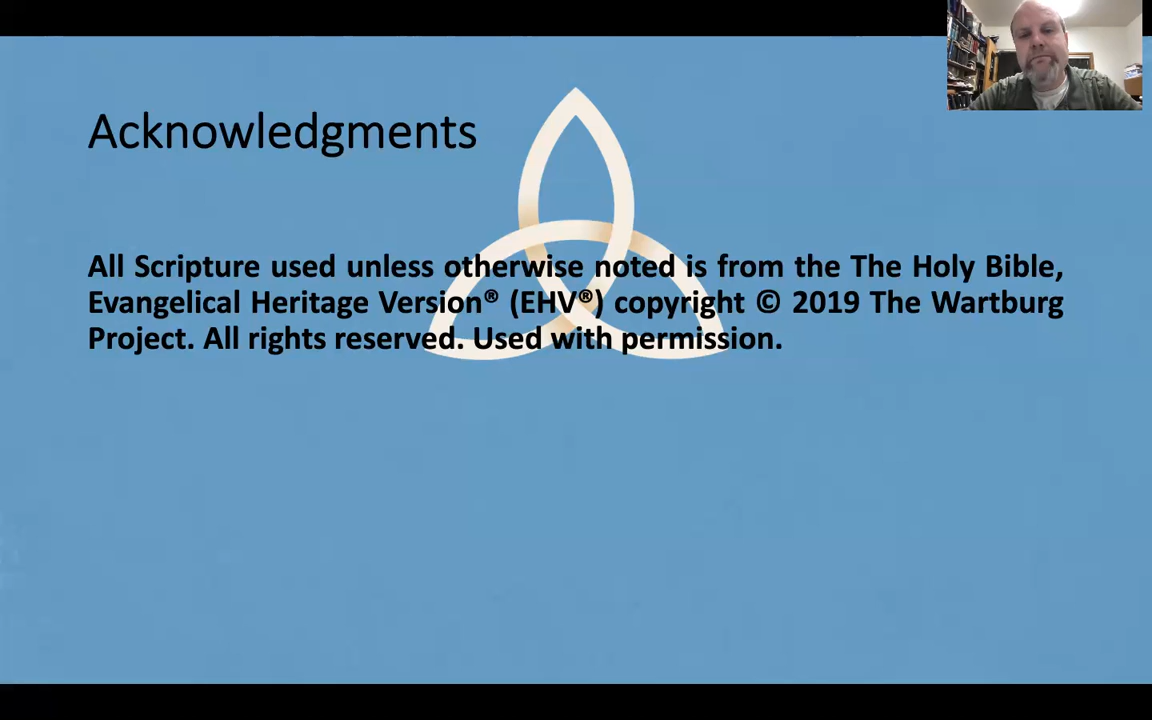 Acknowledgments
All Scripture used unless otherwise noted is from the The Holy Bible,
Evangelical Heritage Version® (EHV®) copyright © 2019 The Wartburg
Project. All rights reserved. Used with permission.